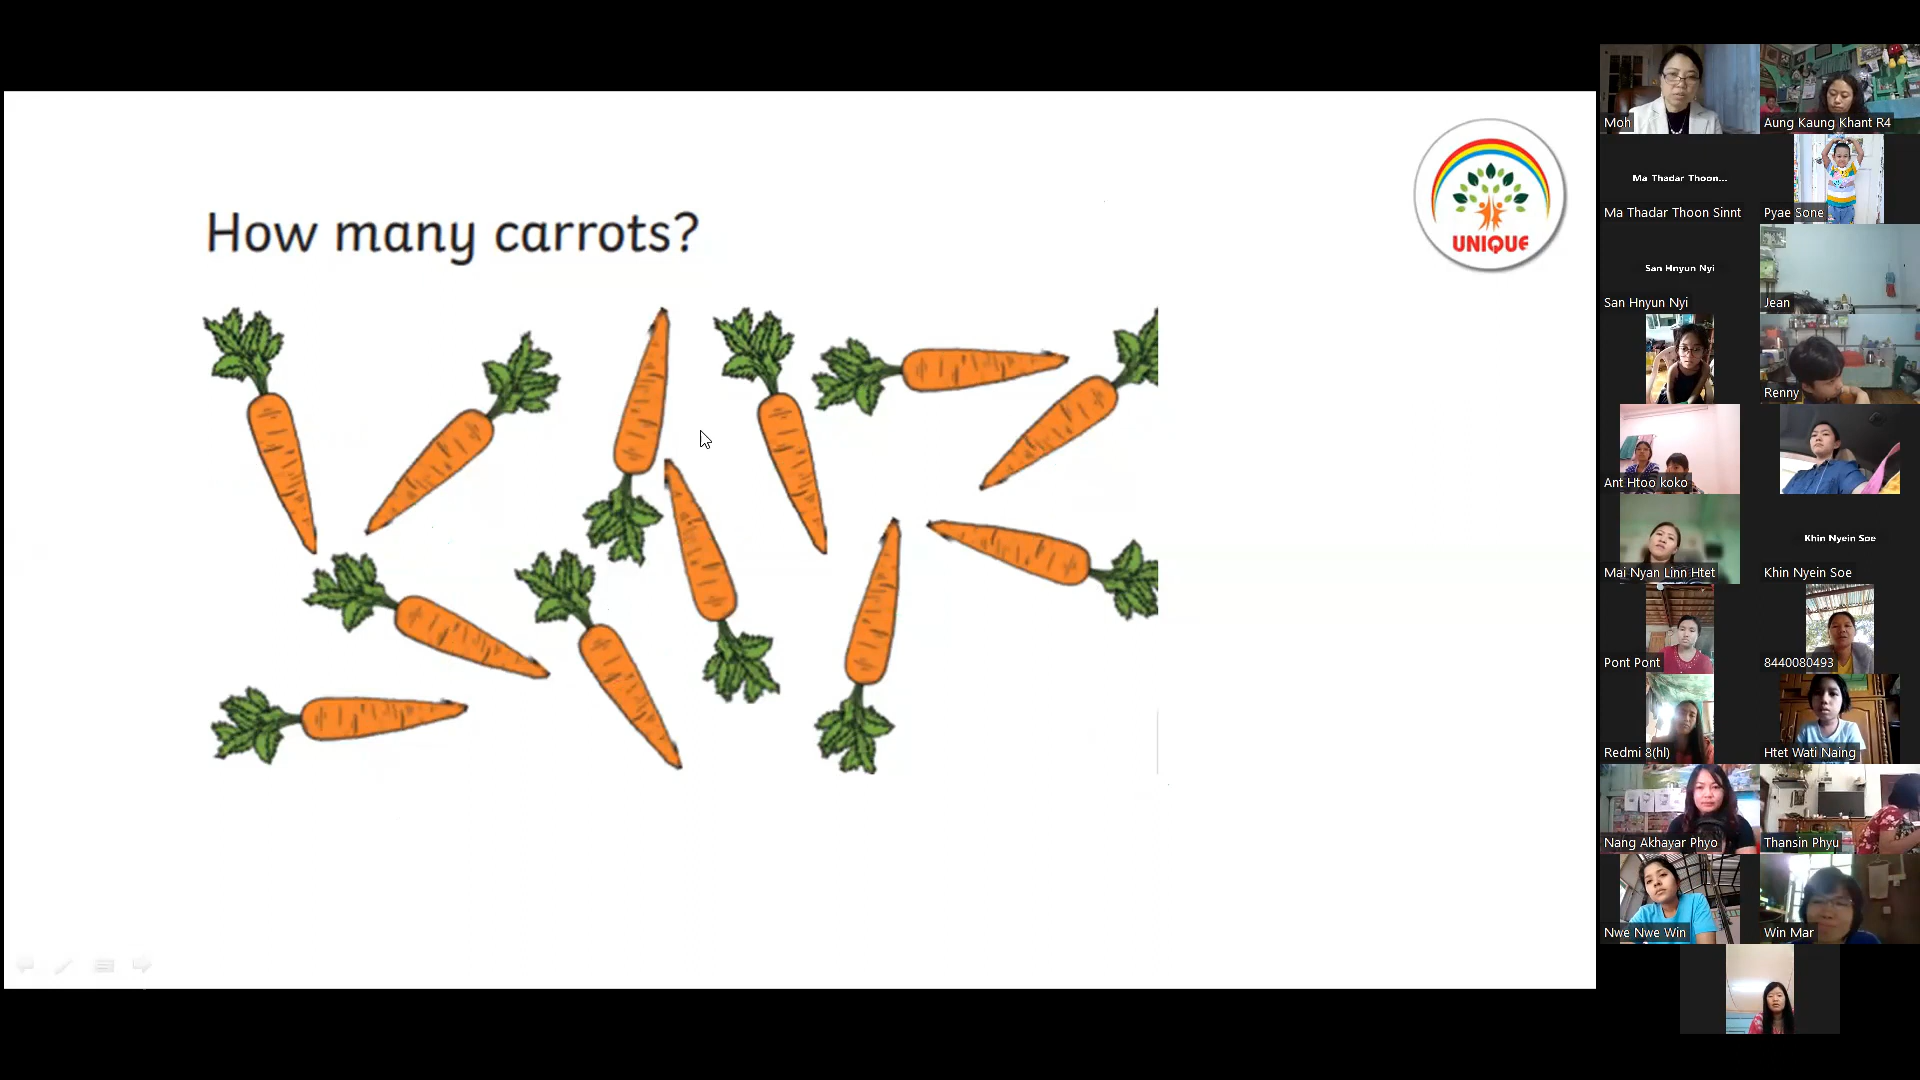 How many carrots?
UNIQUE
Moh
Aung Kaung Khant R4
Ma Thadar Thoon...
Ma Thadar Thoon Sinnt
Pyae Sone
San Hnyun Nyi
San Hnyun Nyi
Jean
Renny
Ant Htoo koko
Mai Nyan Linn Htet
Khin Nyein Soe
Khin Nyein Soe
Pont Pont
8440080493
Redmi 8(hl)
Htet Wati Naing
Nang Akhayar Phyo
Thansin Phyu
Nwe Nwe Win
Win Mar